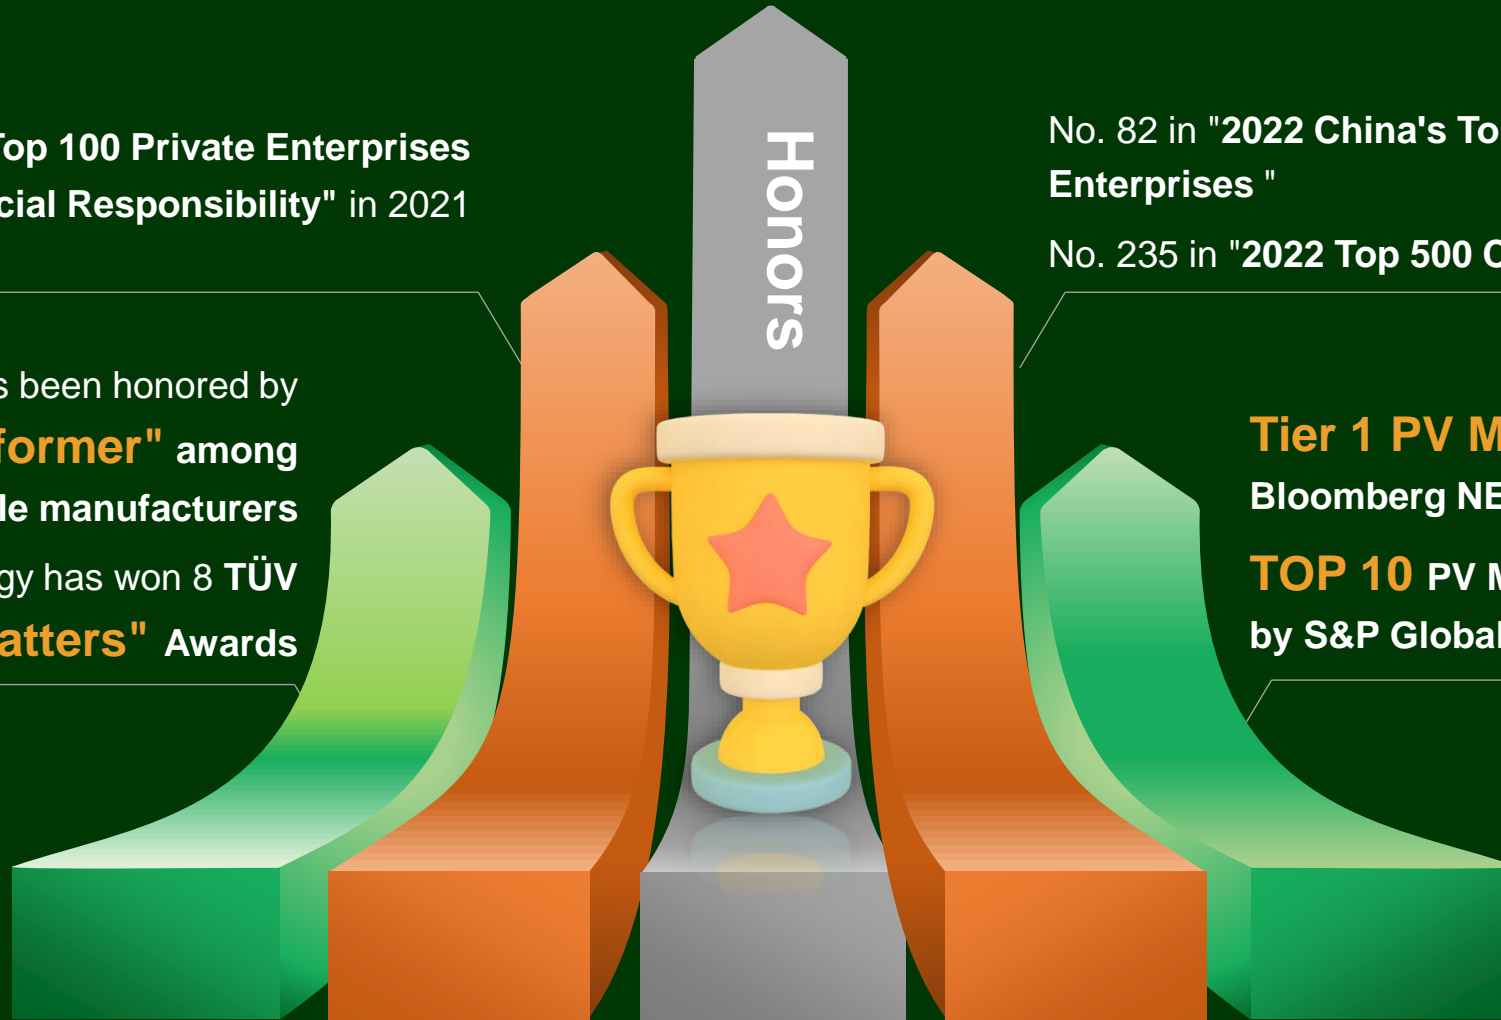 Top 100 Private Enterprises
cial Responsibility" in 2021
s been honored by
former" among
le manufacturers
gy has won 8 TÜV
atters" Awards
Honors
No. 82 in "2022 China's To
Enterprises "
No. 235 in "2022 Top 500 C
Tier 1 PV M
Bloomberg NE
TOP 10 PV M
by S&P Global